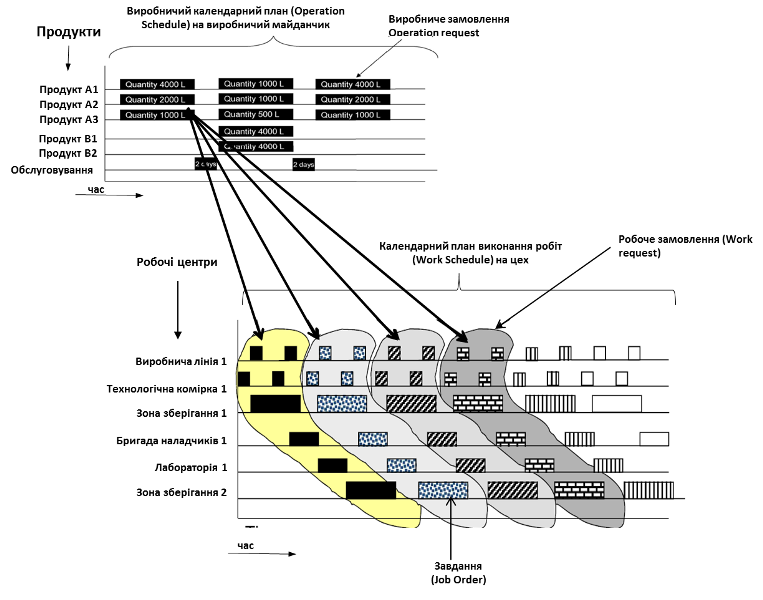 Виробничий календарний план (Operation
Schedule) на виробничий майданчик
Виробниче замовлення
Operation request
Продукти
Продукт А1
Quantity 4000 L
Quantity 1000 L
Quantity 4000 L
Продукт А2
Quantity 2000 L
Quantity 1000 L
Quantity 2000 L
Продукт А3
Quantity 1000 L
Quantity 500 L
Quantity 1000 L
Продукт В1
Quantity 4000 L
Продукт В2
Quantity 4000 L
Обслуговування
2 days
2 days
час
Календарний план виконання робіт
(Work Schedule) на цех
Робоче замовлення (Work
request)
Робочі центри
Виробнича лінія 1
Технологічна комірка 1
Зона зберігання 1
Бригада наладчиків 1
Лабораторія 1
Зона зберігання 2
час
Завдання
(Job Order)